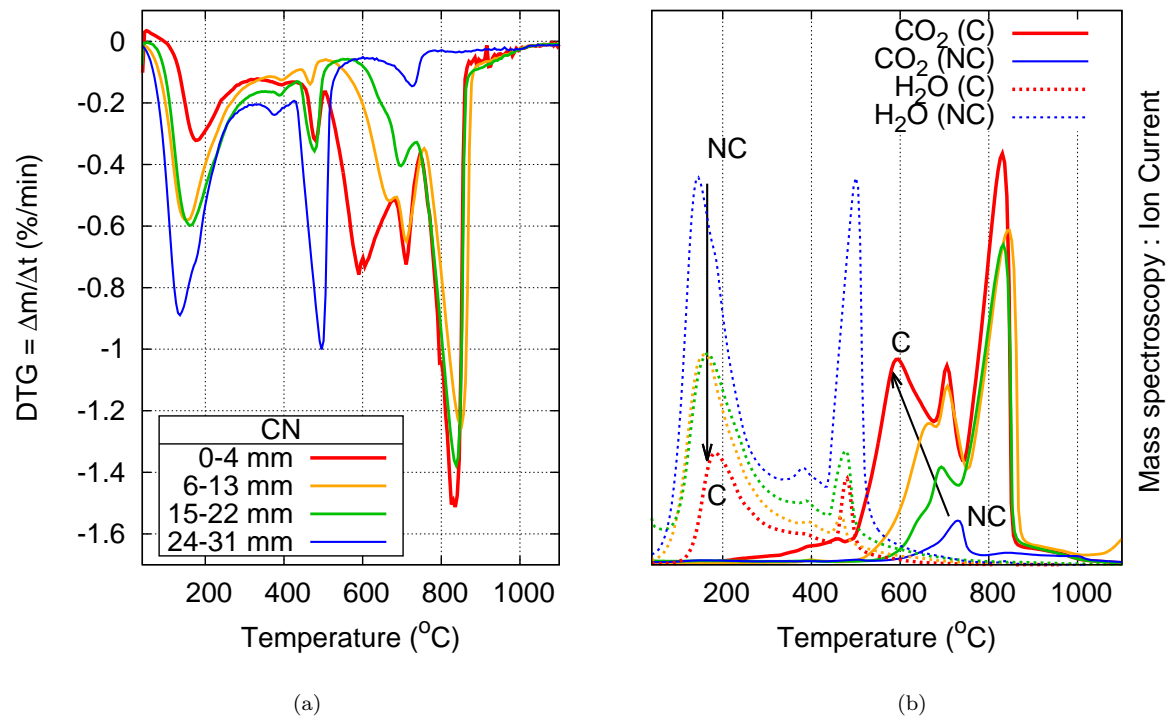 0
-0.2
-0.4
-0.6
-0.8
-1
-1.2
-1.4
-1.6
DTG = Δm/Δt (%/min)
CN
0-4 mm
6-13 mm
15-22 mm
24-31 mm
200 400 600 800 1000
Temperature (°C)
(a)
CO₂ (C)
CO₂ (NC)
H₂O (C)
H₂O (NC)
NC
C
C
NC
Mass spectroscopy : Ion Current
200 400 600 800 1000
Temperature (°C)
(b)